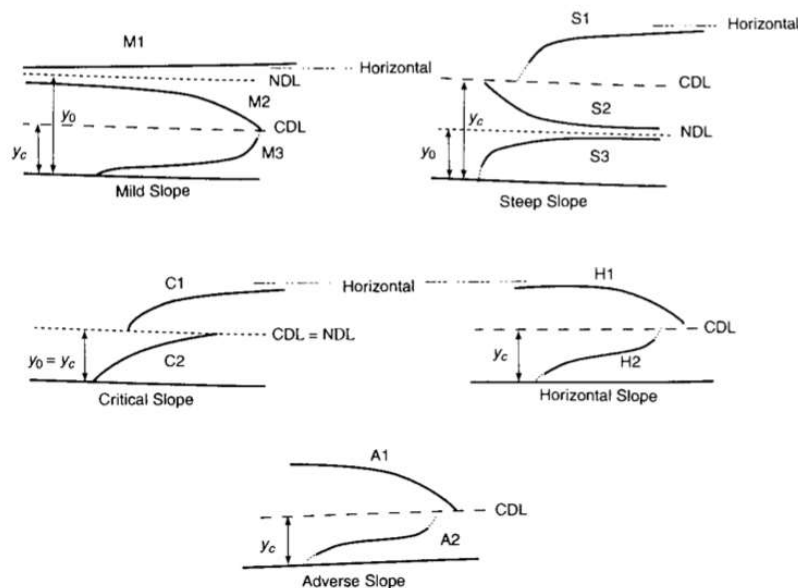 M1
Horizontal
NDL
M2
CDL
M3
y0
yc
Mild Slope
S1
Horizontal
CDL
S2
NDL
S3
yc
y0
Steep Slope
C1
Horizontal
CDL = NDL
C2
y0 = yc
Critical Slope
H1
CDL
yc
H2
Horizontal Slope
A1
CDL
yc
A2
Adverse Slope